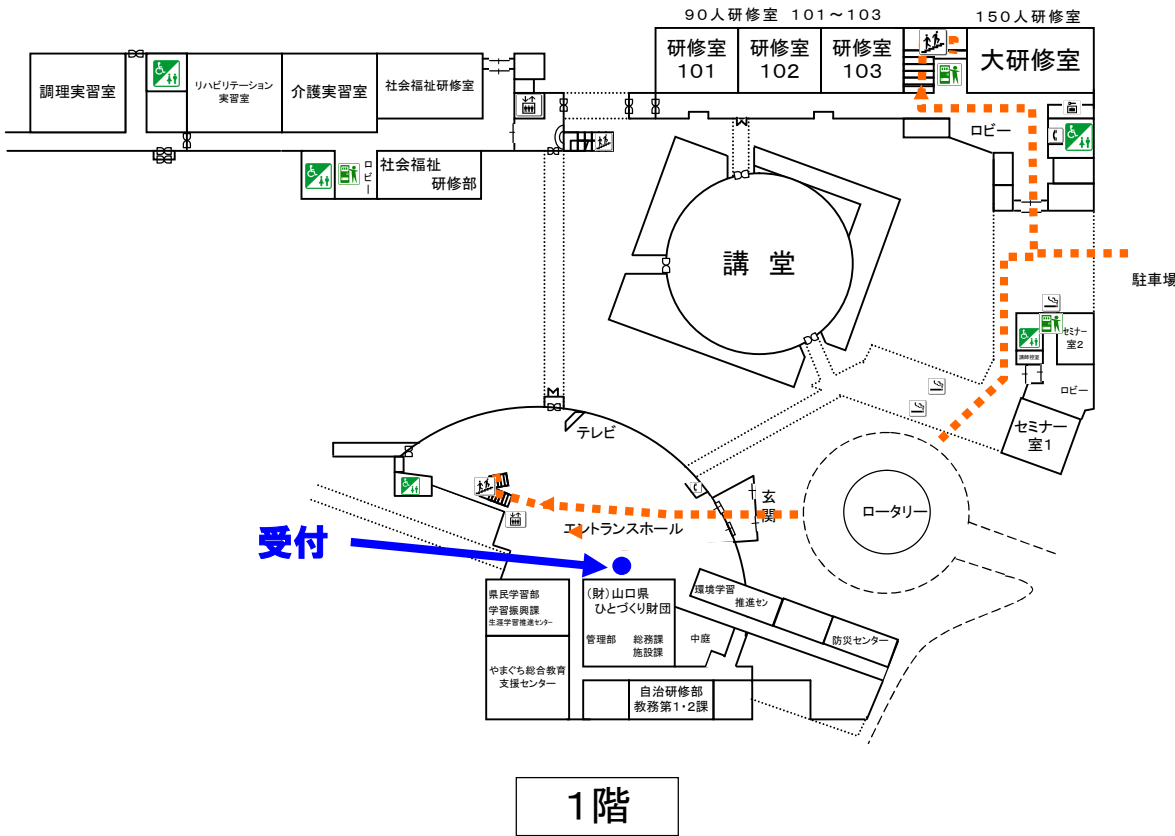 90人研修室 101～103
150人研修室
調理実習室
リハビリテーション
実習室
介護実習室
社会福祉研修室
研修室
101
研修室
102
研修室
103
大研修室
ロビー
社会福祉
研修部
ロビー
講堂
駐車場
セミナー
室2
講師控室
ロビー
セミナー
室1
テレビ
玄関
ロータリー
エントランスホール
受付
県民学習部
学習振興課
生涯学習推進センター
(財)山口県
ひとづくり財団
管理部 総務課
施設課
中庭
環境学習
推進セン
防災センター
やまぐち総合教育
支援センター
自治研修部
教務第1・2課
1階